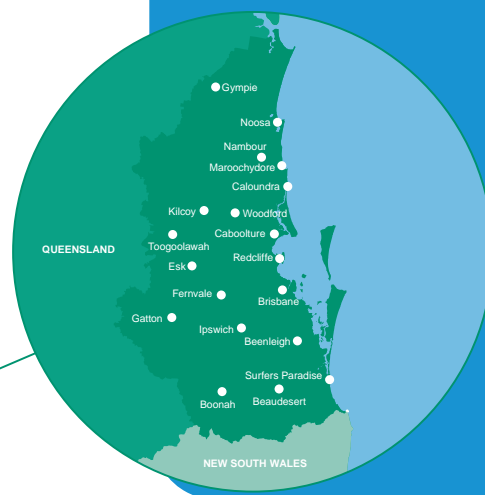 Gympie
Noosa
Nambour
Maroochydore
Caloundra
Kilcoy
Woodford
Caboolture
Toogoolawah
QUEENSLAND
Redcliffe
Esk
Fernvale
Brisbane
Gatton
Ipswich
Beenleigh
Surfers Paradise
Boonah
Beaudesert
NEW SOUTH WALES